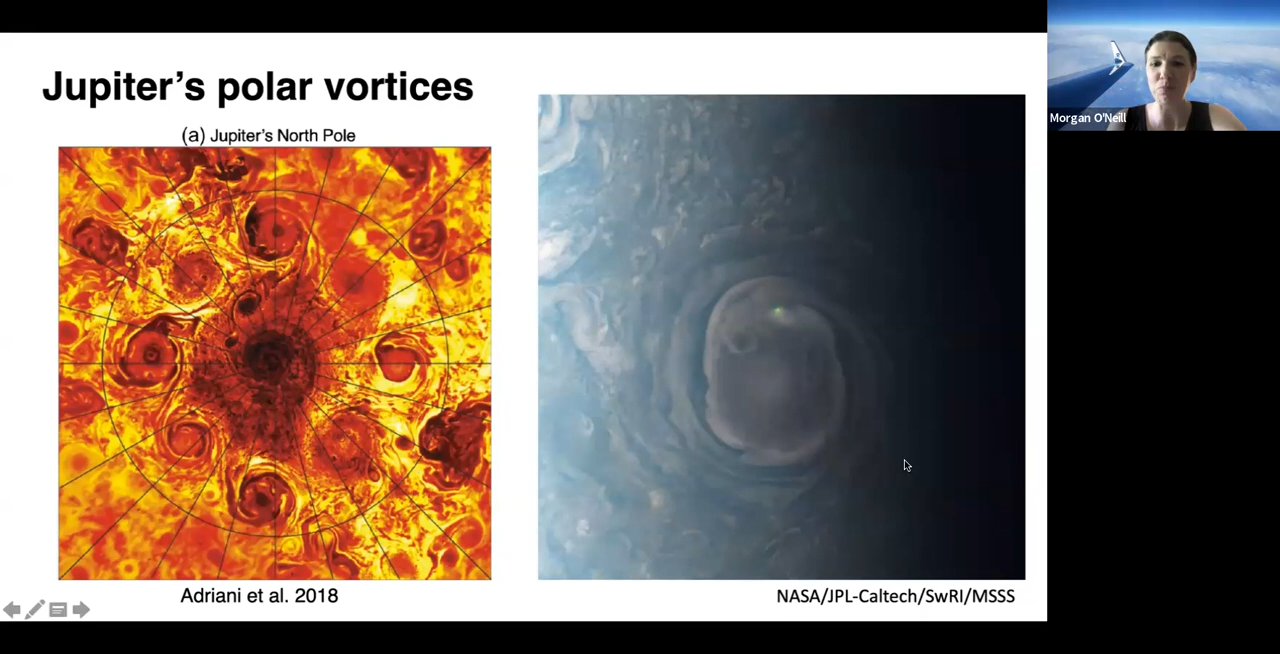 Jupiter's polar vortices
(a) Jupiter's North Pole
Adriani et al. 2018
NASA/JPL-Caltech/SwRI/MSSS
Morgan O'Neill